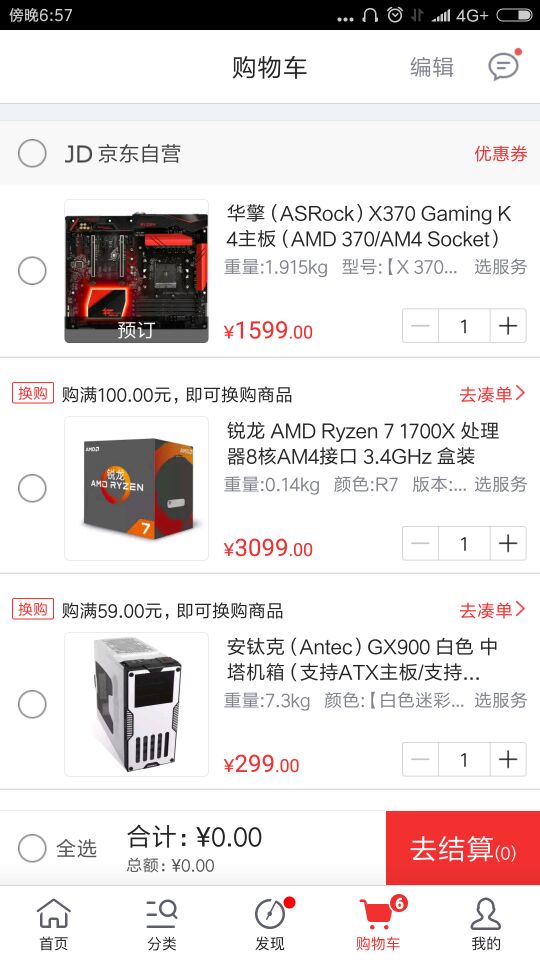 傍晚6:57
4G+
购物车
编辑
JD 京东自营
优惠券
华擎（ASRock）X370 Gaming K
4主板（AMD 370/AM4 Socket）
重量:1.915kg 型号:【X 370... 选服务
预订
¥1599.00
1
换购 购满100.00元，即可换购商品 去凑单
锐龙 AMD Ryzen 7 1700X 处理
器8核AM4接口 3.4GHz 盒装
重量:0.14kg 颜色:R7 版本:... 选服务
AMD
AMD
锐龙
AMD RYZEN
7
¥3099.00
1
换购 购满59.00元，即可换购商品 去凑单
安钛克（Antec）GX900 白色 中
塔机箱（支持ATX主板/支持...
重量:7.3kg 颜色:【白色迷彩... 选服务
¥299.00
1
全选
合计: ¥0.00
总额: ¥0.00
去结算(0)
6
首页
分类
发现
购物车
我的